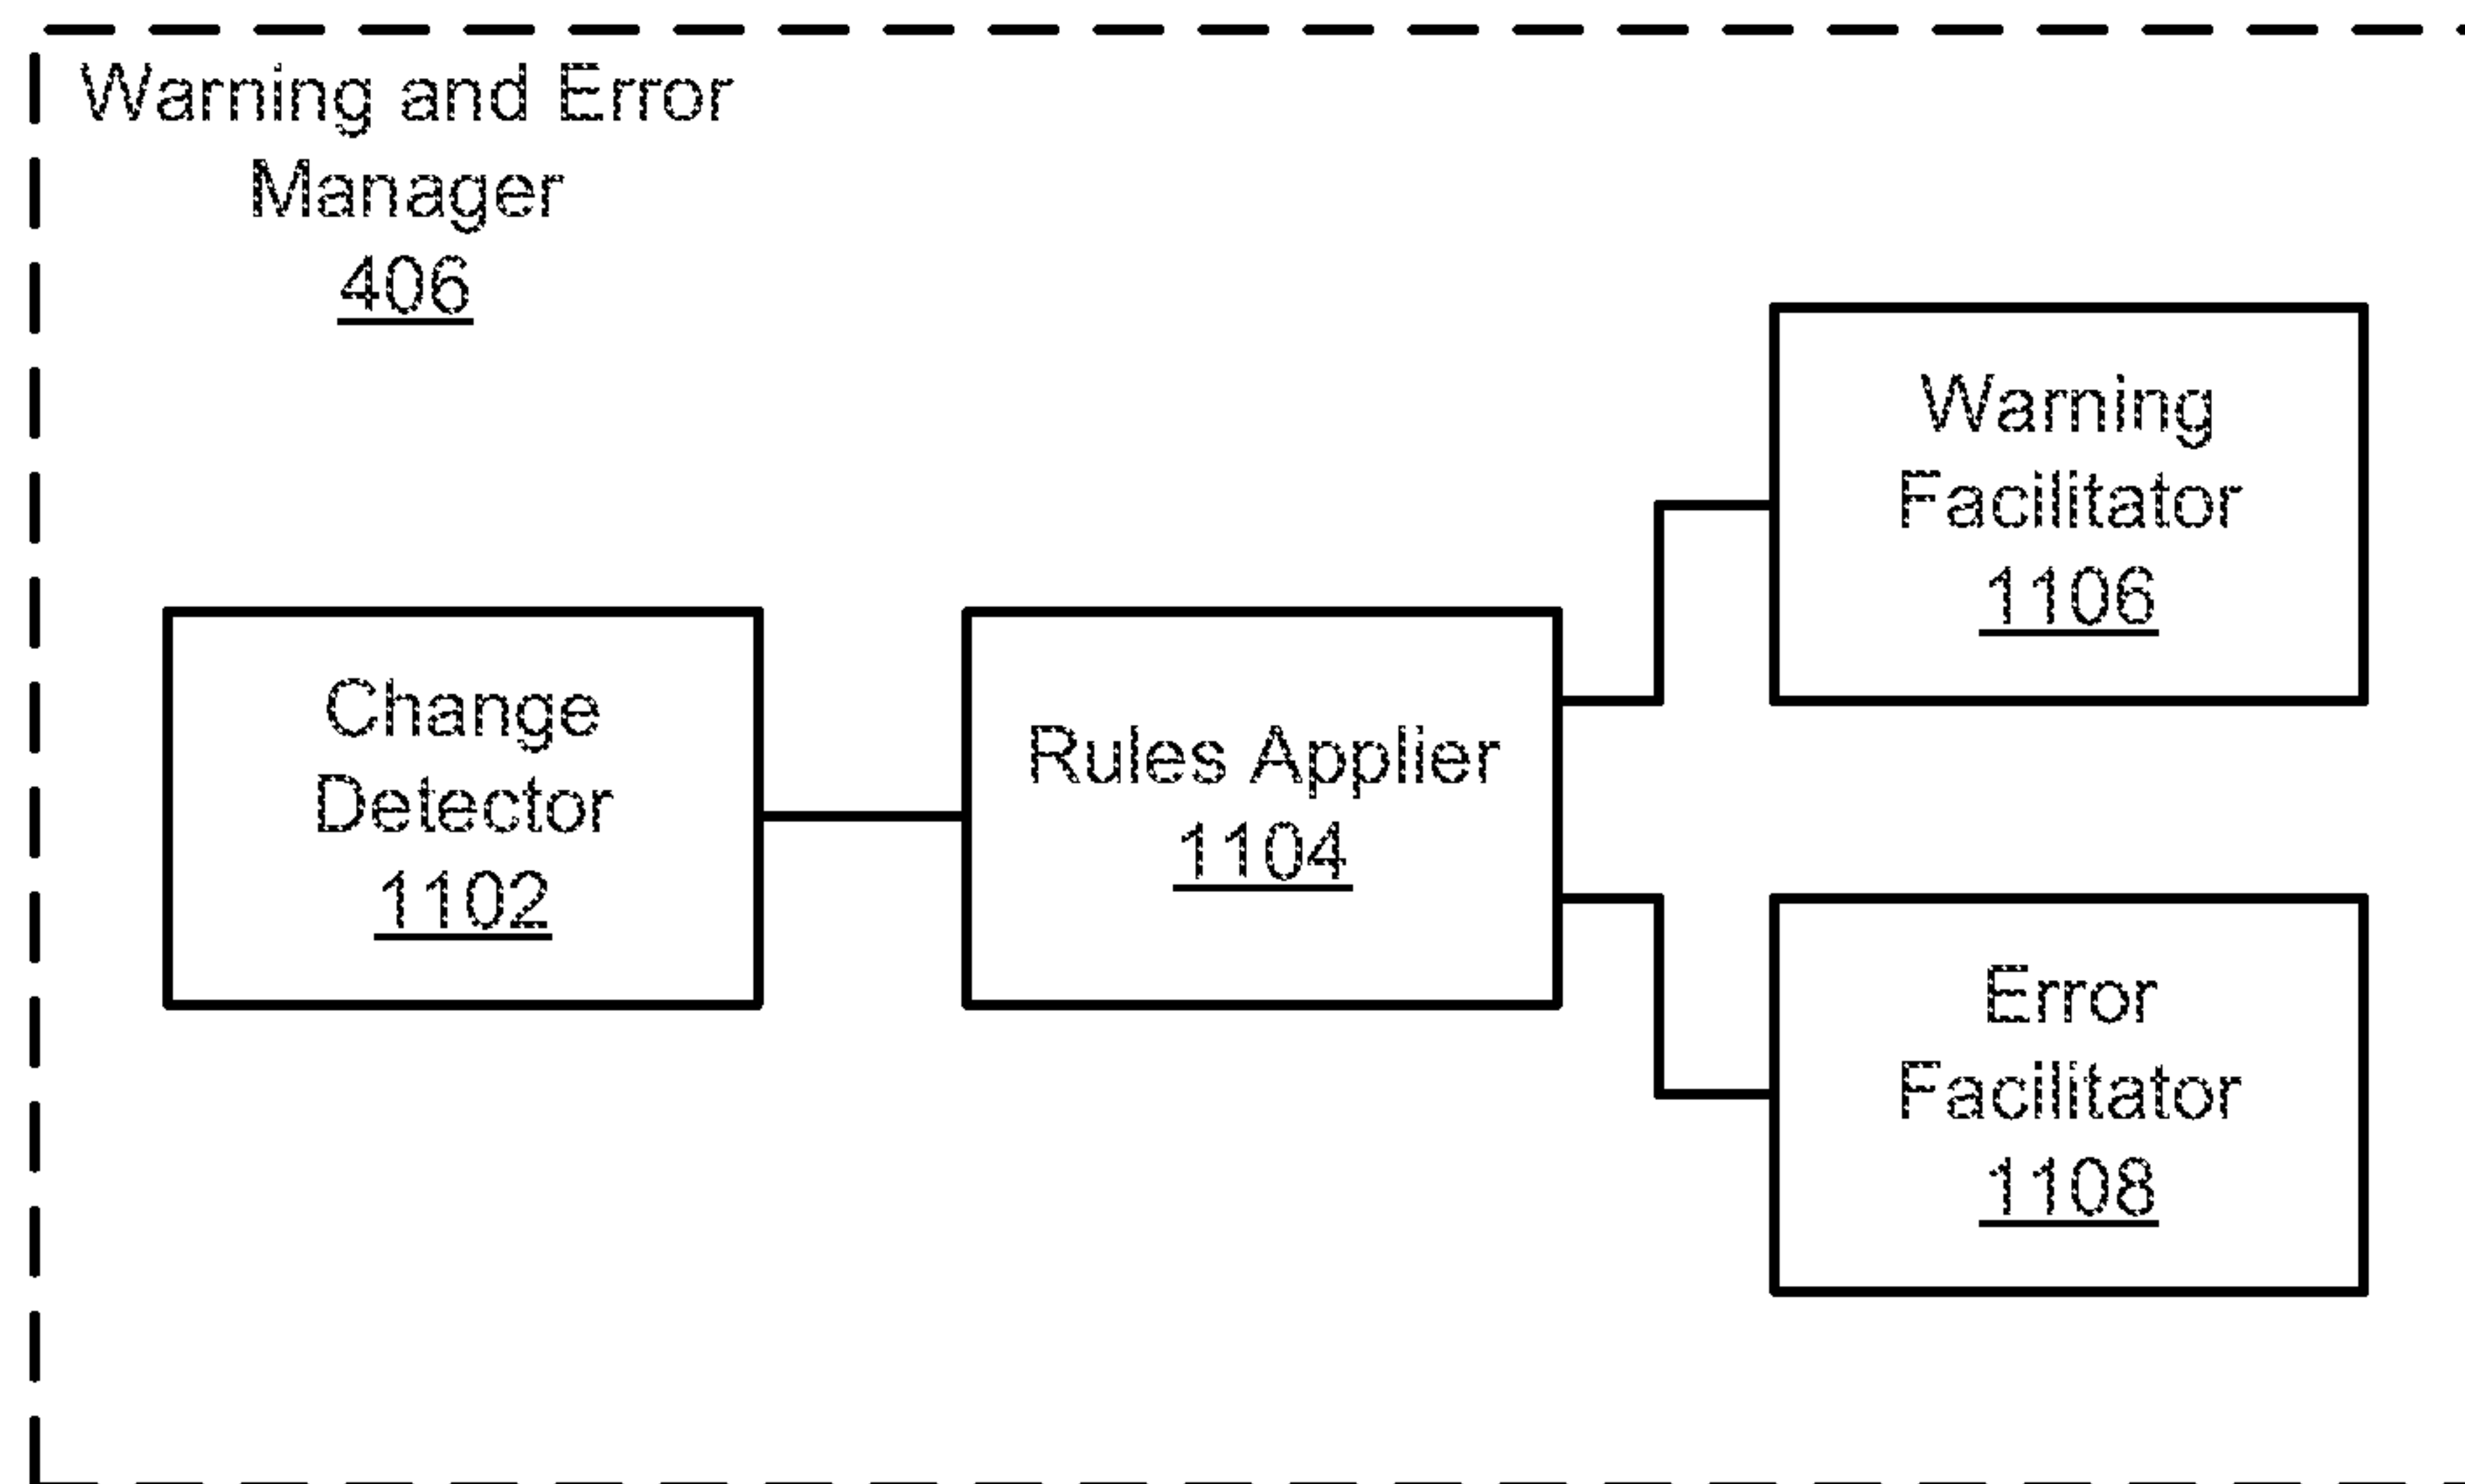 Warning and Error
Manager
406
Warning
Facilitator
1106
Change
Detector
1102
Rules Applier
1104
Error
Facilitator
1108